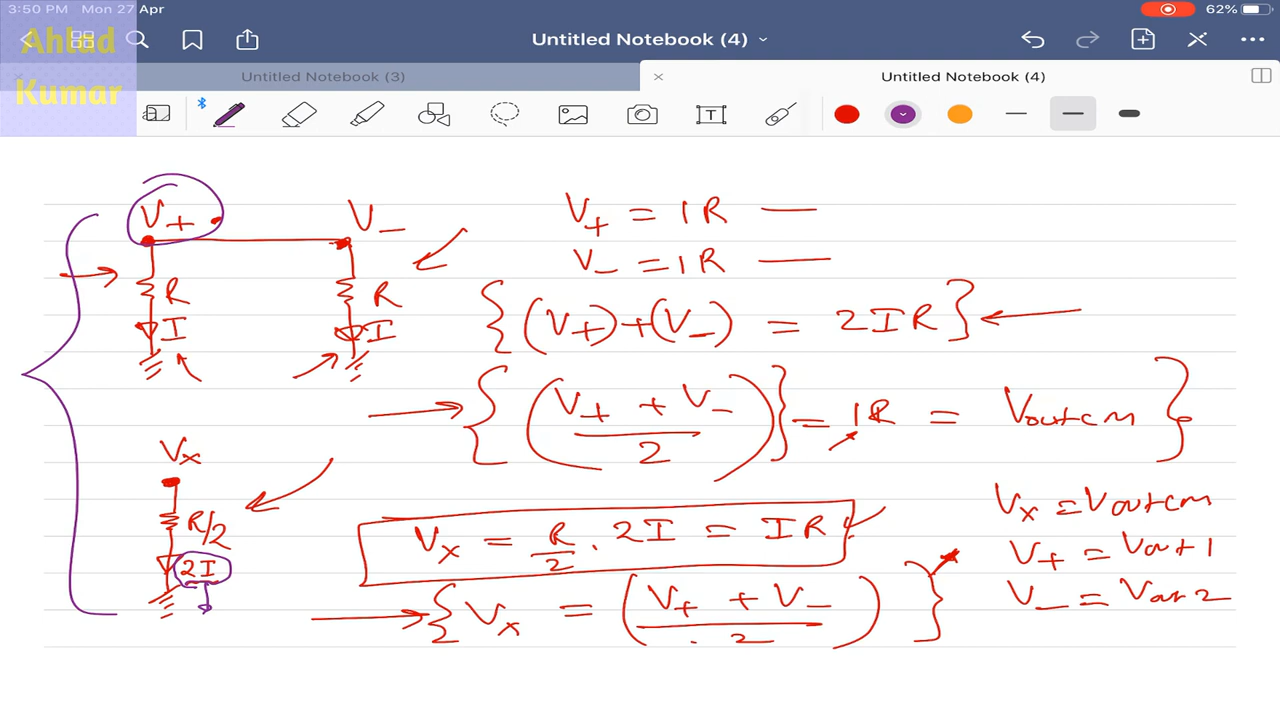 3:50 PM Mon 27 Apr
62%
Ahlad
Kumar
Untitled Notebook (4)
Untitled Notebook (3)
Untitled Notebook (4)
T
V+ V-
R R
I I
V+ = IR —
V- = IR —
{(V+)+(V-) = 2IR}
{(V+ + V-)/2} = IR = Voutcm}
Vx
R/2
2I
Vx = R/2 . 2I = IR
{Vx = (V+ + V-)/2}
Vx = Voutcm
V+ = Vout1
V- = Vout2